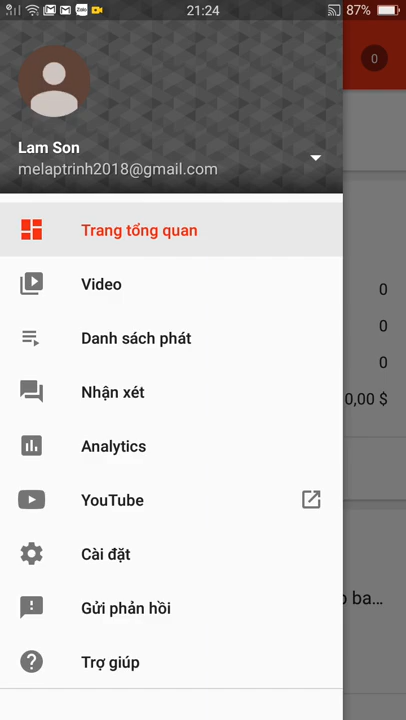 21:24
87%
Zalo
0
Lam Son
melaptrinh2018@gmail.com
Trang tổng quan
Video
0
0
Danh sách phát
0
Nhận xét
0,00 $
Analytics
YouTube
Cài đặt
Gửi phản hồi
ba...
Trợ giúp